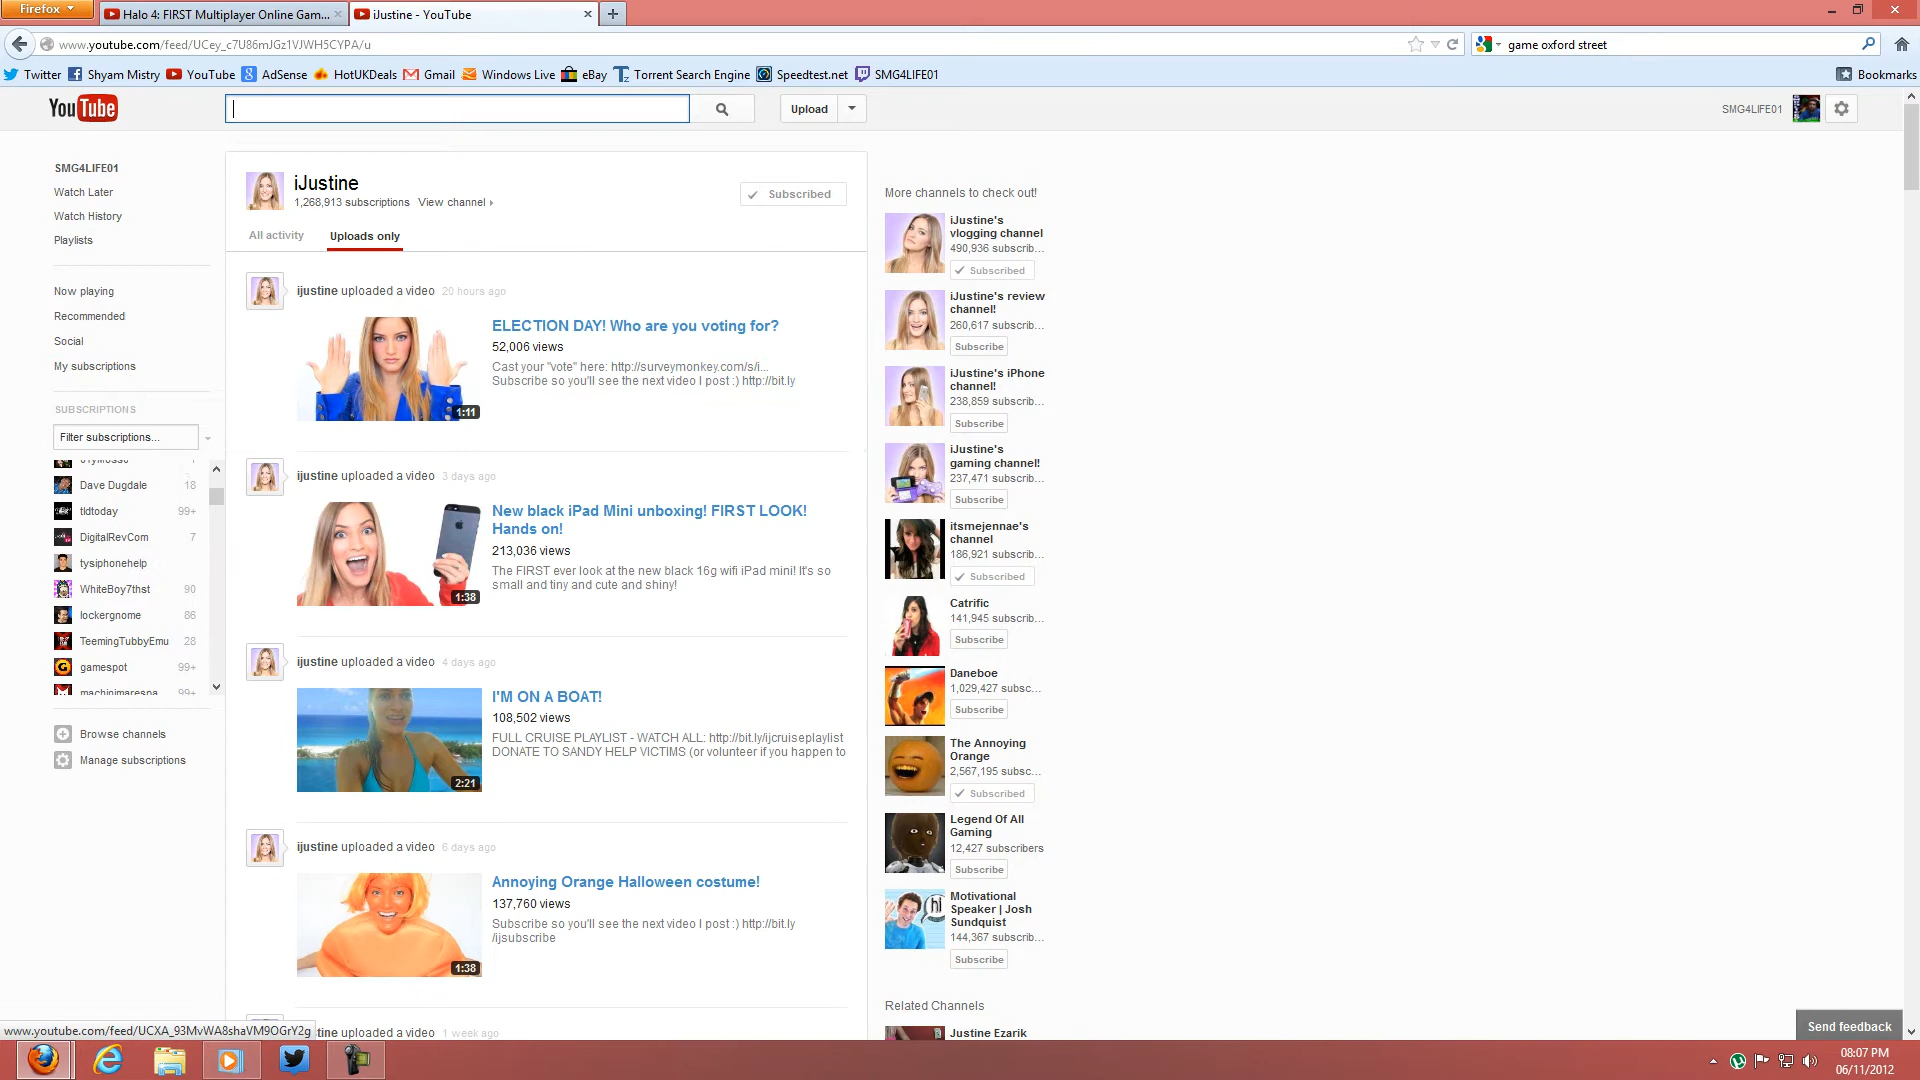 Firefox
Halo 4: FIRST Multiplayer Online Gam...
iJustine - YouTube
www.youtube.com/feed/UCey_c7U86mJGz1VJWH5CYPA/u
game oxford street
Twitter
Shyam Mistry
YouTube
AdSense
HotUKDeals
Gmail
Windows Live
eBay
Torrent Search Engine
Speedtest.net
SMG4LIFE01
Bookmarks
YouTube
Upload
SMG4LIFE01
SMG4LIFE01
Watch Later
Watch History
Playlists
Now playing
Recommended
Social
My subscriptions
SUBSCRIPTIONS
Filter subscriptions...
Dave Dugdale 18
tldtoday 99+
DigitalRevCom 7
tysiphonehelp
WhiteBoy7thst 90
lockergnome 86
TeemingTubbyEmu 28
gamespot 99+
machinimarespa 99+
Browse channels
Manage subscriptions
iJustine
1,268,913 subscriptions View channel
Subscribed
All activity
Uploads only
ijustine uploaded a video 20 hours ago
ELECTION DAY! Who are you voting for?
52,006 views
Cast your "vote" here: http://surveymonkey.com/s/i...
Subscribe so you'll see the next video I post :) http://bit.ly
1:11
ijustine uploaded a video 3 days ago
New black iPad Mini unboxing! FIRST LOOK!
Hands on!
213,036 views
The FIRST ever look at the new black 16g wifi iPad mini! It's so
small and tiny and cute and shiny!
1:38
ijustine uploaded a video 4 days ago
I'M ON A BOAT!
108,502 views
FULL CRUISE PLAYLIST - WATCH ALL: http://bit.ly/ijcruiseplaylist
DONATE TO SANDY HELP VICTIMS (or volunteer if you happen to
2:21
ijustine uploaded a video 6 days ago
Annoying Orange Halloween costume!
137,760 views
Subscribe so you'll see the next video I post :) http://bit.ly
/ijsubscribe
1:38
uploaded a video 1 week ago
More channels to check out!
iJustine's
vlogging channel
490,936 subscrib...
Subscribed
iJustine's review
channel!
260,617 subscrib...
Subscribe
iJustine's iPhone
channel!
238,859 subscrib...
Subscribe
iJustine's
gaming channel!
237,471 subscrib...
Subscribe
itsmejennae's
channel
186,921 subscrib...
Subscribed
Catrific
141,945 subscrib...
Subscribe
Daneboe
1,029,427 subsc...
Subscribe
The Annoying
Orange
2,567,195 subsc...
Subscribed
Legend Of All
Gaming
12,427 subscribers
Subscribe
hi
Motivational
Speaker | Josh
Sundquist
144,367 subscrib...
Subscribe
Related Channels
Justine Ezarik
Send feedback
www.youtube.com/feed/UCXA_93MvWA8shaVM9OGrY2g
08:07 PM
06/11/2012